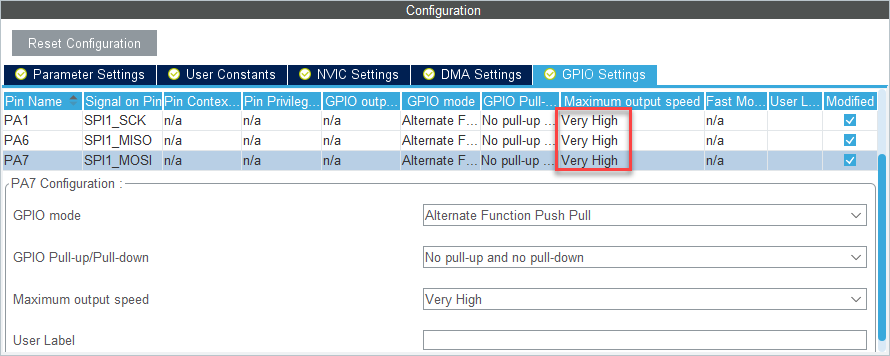 Configuration
Reset Configuration
Parameter Settings User Constants NVIC Settings DMA Settings GPIO Settings
Pin Name Signal on Pin Pin Contex... Pin Privileg... GPIO outp... GPIO mode GPIO Pull-... Maximum output speed Fast Mo... User L... Modified
PA1 SPI1_SCK n/a n/a n/a Alternate F... No pull-up ... Very High n/a
PA6 SPI1_MISO n/a n/a n/a Alternate F... No pull-up ... Very High n/a
PA7 SPI1_MOSI n/a n/a n/a Alternate F... No pull-up ... Very High n/a
PA7 Configuration :
GPIO mode Alternate Function Push Pull
GPIO Pull-up/Pull-down No pull-up and no pull-down
Maximum output speed Very High
User Label